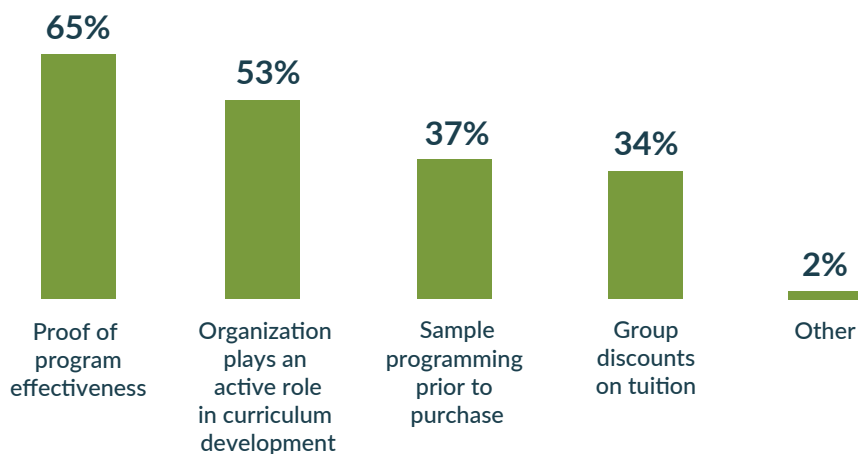 65%
53%
37%
34%
2%
Proof of
program
effectiveness
Organization
plays an
active role
in curriculum
development
Sample
programming
prior to
purchase
Group
discounts
on tuition
Other